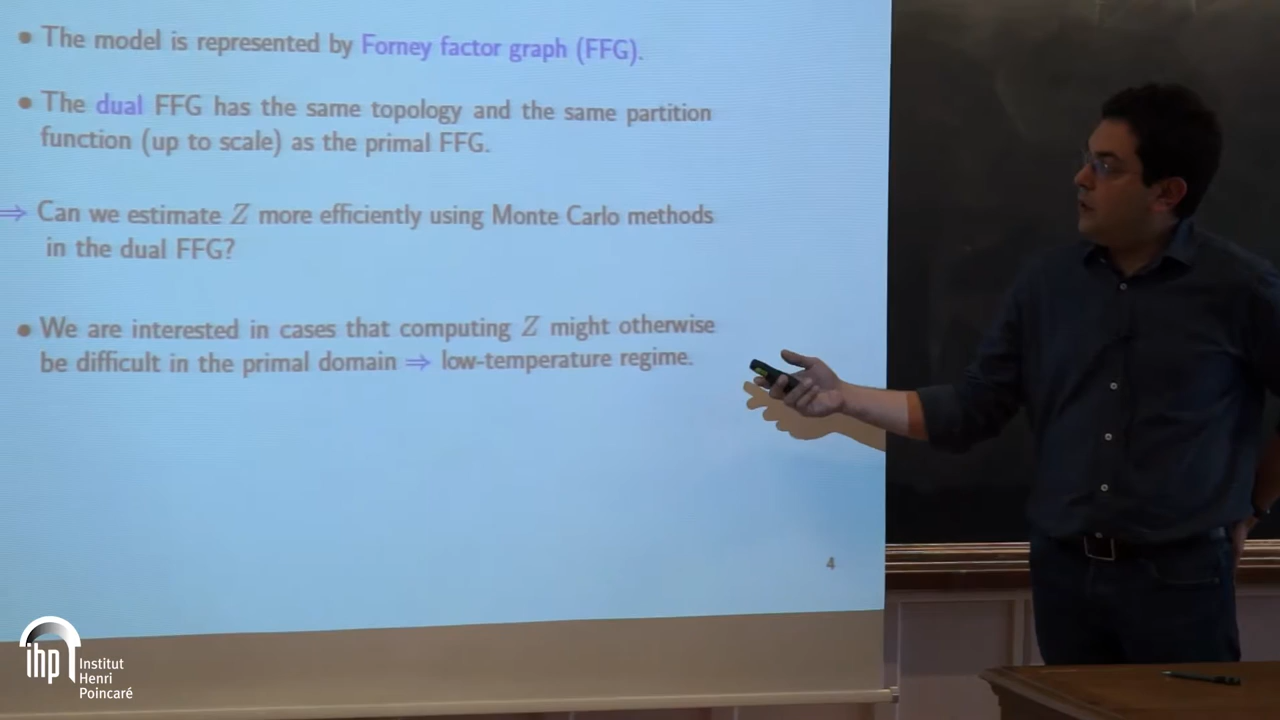 • The model is represented by Forney factor graph (FFG).
• The dual FFG has the same topology and the same partition
function (up to scale) as the primal FFG.
⇒ Can we estimate Z more efficiently using Monte Carlo methods
in the dual FFG?
• We are interested in cases that computing Z might otherwise
be difficult in the primal domain ⇒ low-temperature regime.
4
ihp
Institut
Henri
Poincaré